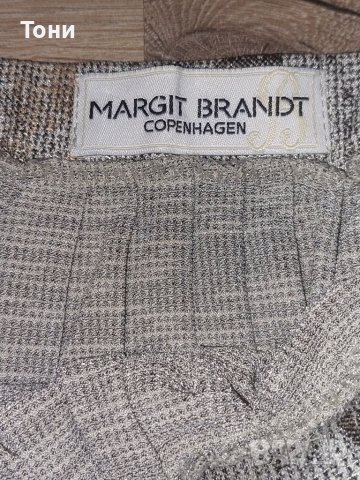 Тони
MARGIT BRANDT
COPENHAGEN